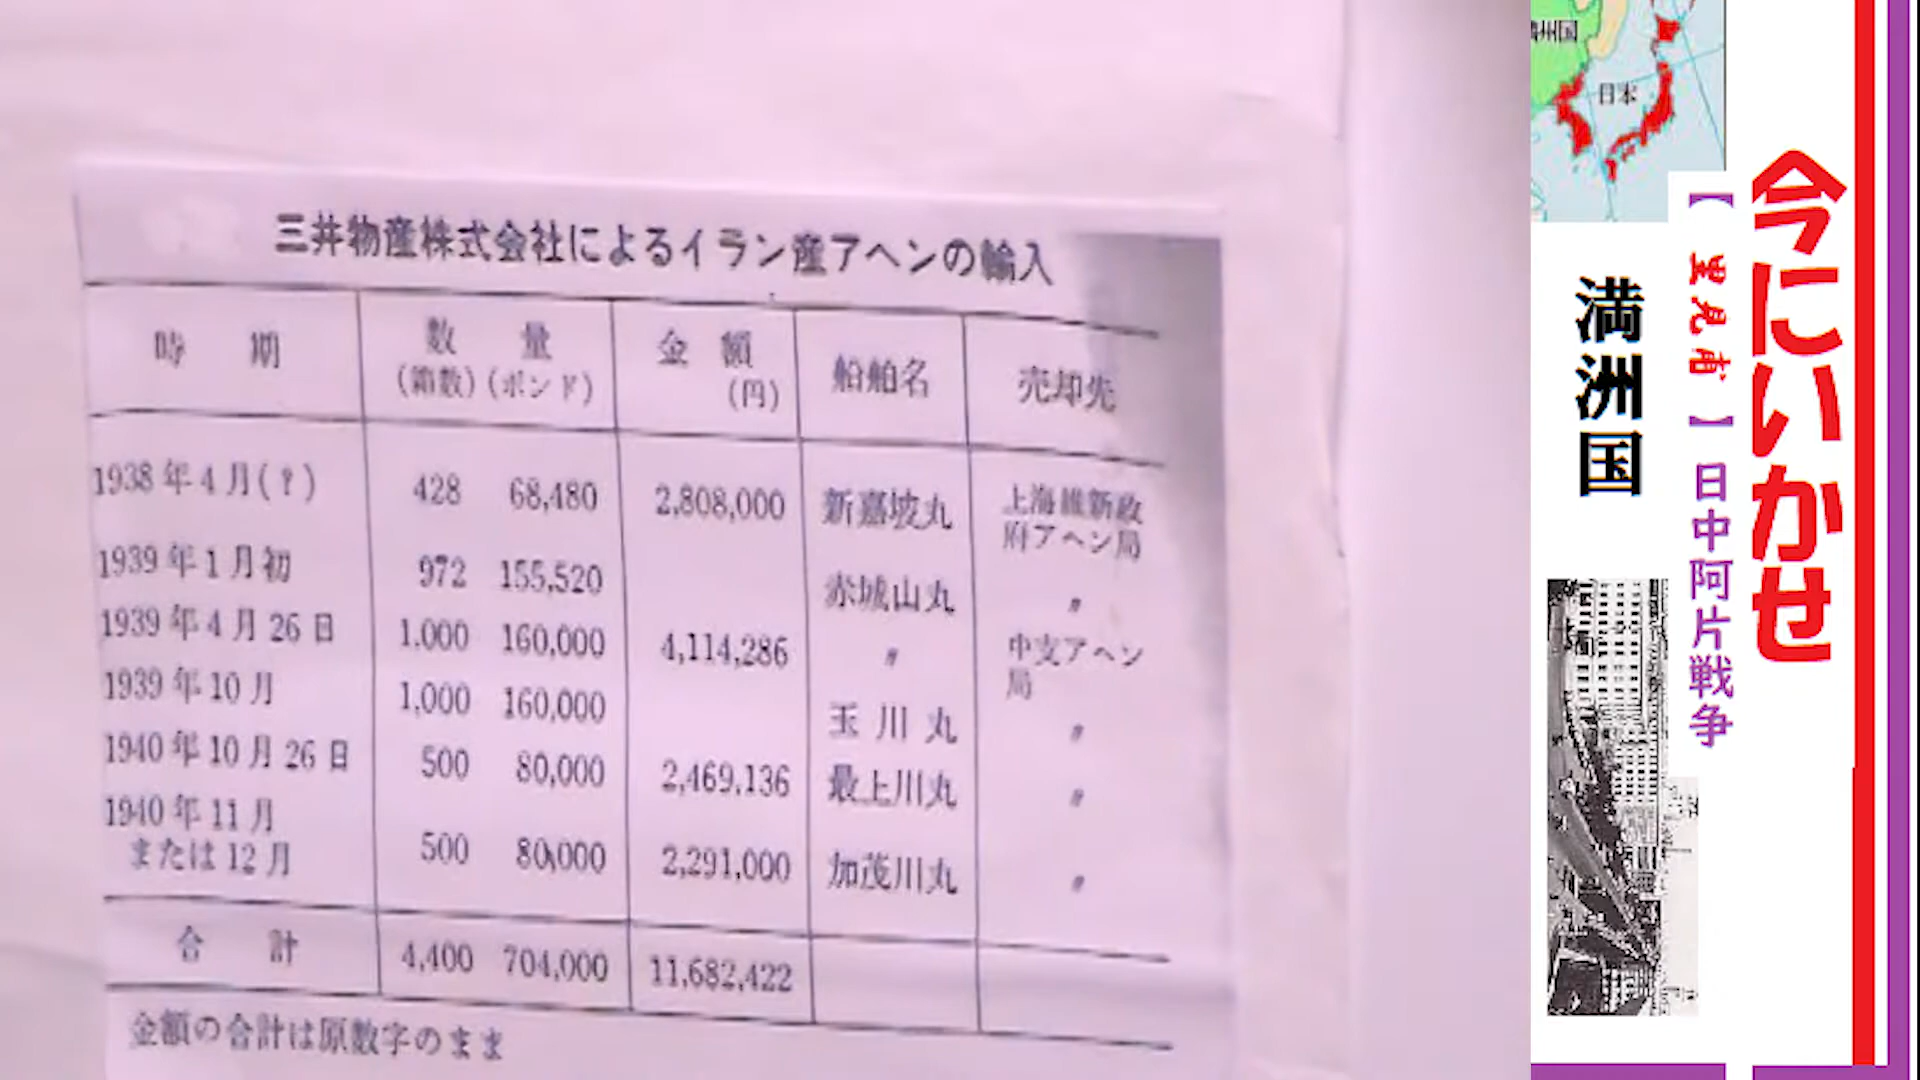 三井物産株式会社によるイラン産アヘンの輸入
時 期 数 量 (箱数)(ポンド) 金 額 (円) 船舶名 売却先
1938年4月(?) 428 68,480 2,808,000 新嘉坡丸 上海維新政府アヘン局
1939年1月初 972 155,520 赤城山丸 〃
1939年4月26日 1,000 160,000 4,114,286 〃 中支アヘン局
1939年10月 1,000 160,000 玉川丸 〃
1940年10月26日 500 80,000 2,469,136 最上川丸 〃
1940年11月または12月 500 80,000 2,291,000 加茂川丸 〃
合 計 4,400 704,000 11,682,422
金額の合計は原数字のまま
今にいかせ
【里見甫】日中阿片戦争
満洲国
州国
日本